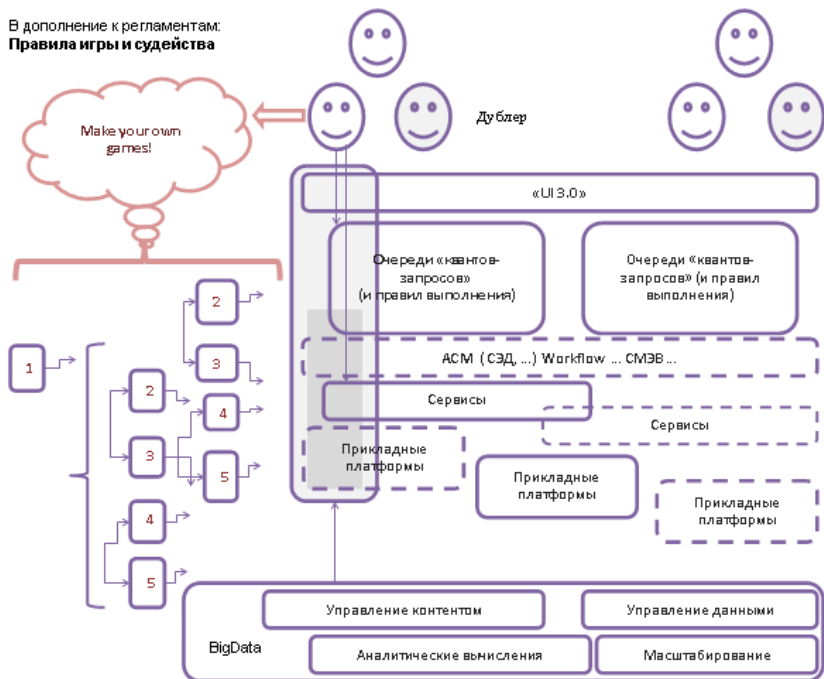 В дополнение к регламентам:
Правила игры и судейства
Make your own
games!
Дублер
«UI 3.0»
Очереди «квантов-
запросов»
(и правил выполнения)
Очереди «квантов-
запросов» (и правил
выполнения)
АСМ (СЭД, ...) Workflow ... СМЭВ ...
Сервисы
Сервисы
Прикладные
платформы
Прикладные
платформы
Прикладные
платформы
1
2
3
2
3
4
5
4
5
BigData
Управление контентом
Управление данными
Аналитические вычисления
Масштабирование